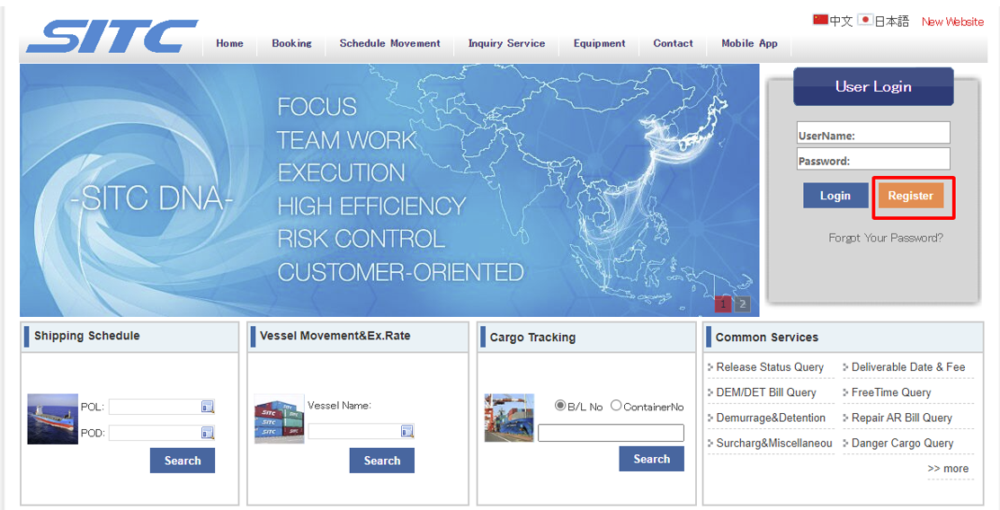 SITC
中文 日本語 New Website
Home Booking Schedule Movement Inquiry Service Equipment Contact Mobile App
-SITC DNA-
FOCUS
TEAM WORK
EXECUTION
HIGH EFFICIENCY
RISK CONTROL
CUSTOMER-ORIENTED
1 2
User Login
UserName:
Password:
Login Register
Forgot Your Password?
Shipping Schedule
POL:
POD:
Search
Vessel Movement&Ex.Rate
SITC
SITC
SITC
Vessel Name:
Search
Cargo Tracking
B/L No ContainerNo
Search
Common Services
Release Status Query Deliverable Date & Fee
DEM/DET Bill Query FreeTime Query
Demurrage&Detention Repair AR Bill Query
Surcharg&Miscellaneou Danger Cargo Query
>> more